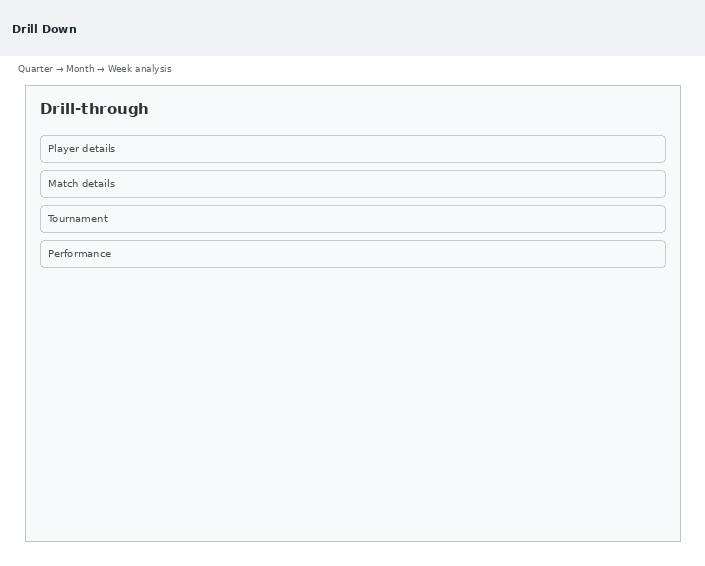 Drill Down
Quarter → Month → Week analysis
Drill-through
Player details
Match details
Tournament
Performance